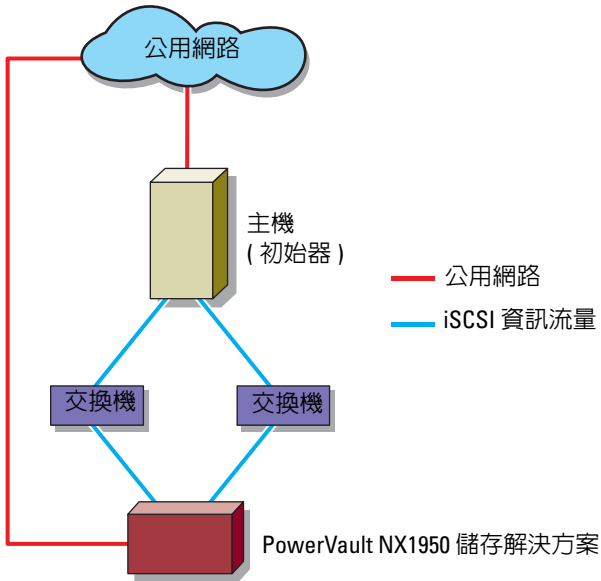 公用網路
主機
( 初始器 )
公用網路
iSCSI 資訊流量
交換機
交換機
PowerVault NX1950 儲存解決方案